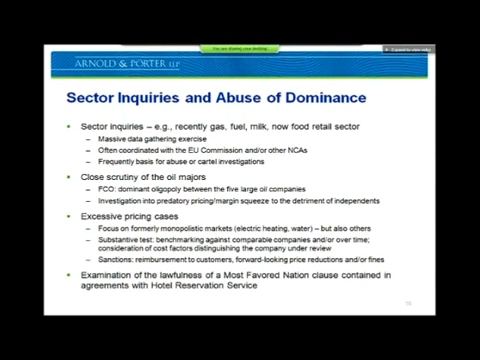 You are sharing your desktop
ARNOLD & PORTER LLP
Sector Inquiries and Abuse of Dominance
• Sector inquiries – e.g., recently gas, fuel, milk, now food retail sector
– Massive data gathering exercise
– Often coordinated with the EU Commission and/or other NCAs
– Frequently basis for abuse or cartel investigations
• Close scrutiny of the oil majors
– FCO: dominant oligopoly between the five large oil companies
– Investigation into predatory pricing/margin squeeze to the detriment of independents
• Excessive pricing cases
– Focus on formerly monopolistic markets (electric heating, water) – but also others
– Substantive test: benchmarking against comparable companies and/or over time;
consideration of cost factors distinguishing the company under review
– Sanctions: reimbursement to customers, forward-looking price reductions and/or fines
• Examination of the lawfulness of a Most Favored Nation clause contained in
agreements with Hotel Reservation Service